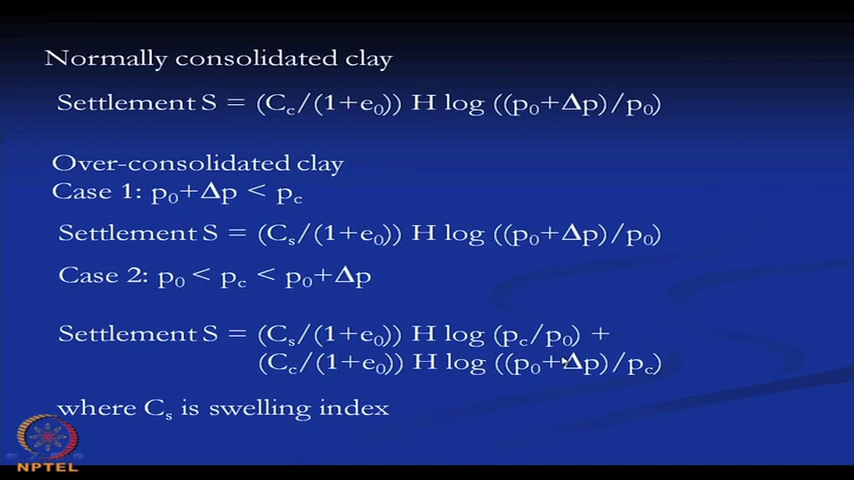 Normally consolidated clay
Settlement S = (Cc/(1+e0)) H log ((p0+Δp)/p0)
Over-consolidated clay
Case 1: p0+Δp < pc
Settlement S = (Cs/(1+e0)) H log ((p0+Δp)/p0)
Case 2: p0 < pc < p0+Δp
Settlement S = (Cs/(1+e0)) H log (pc/p0) +
(Cc/(1+e0)) H log ((p0+Δp)/pc)
where Cs is swelling index
NPTEL